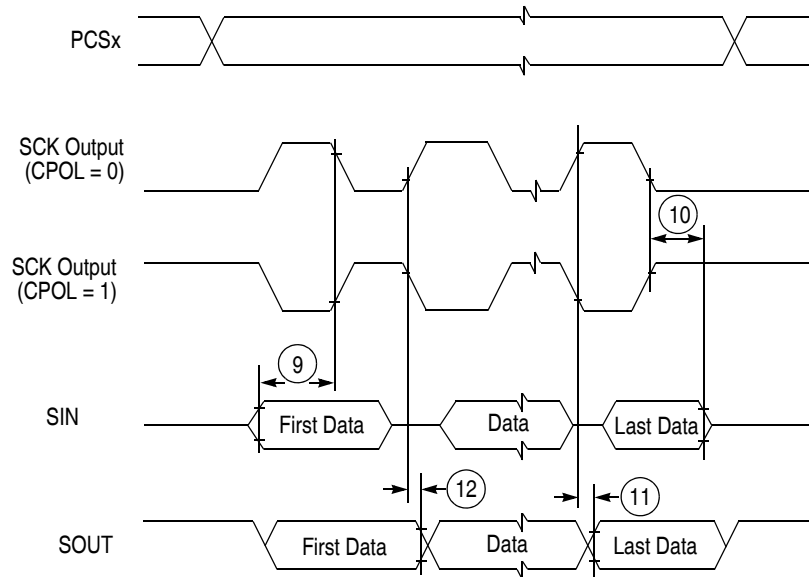 PCSx
SCK Output
(CPOL = 0)
10
SCK Output
(CPOL = 1)
9
SIN
First Data
Data
Last Data
12
11
SOUT
First Data
Data
Last Data